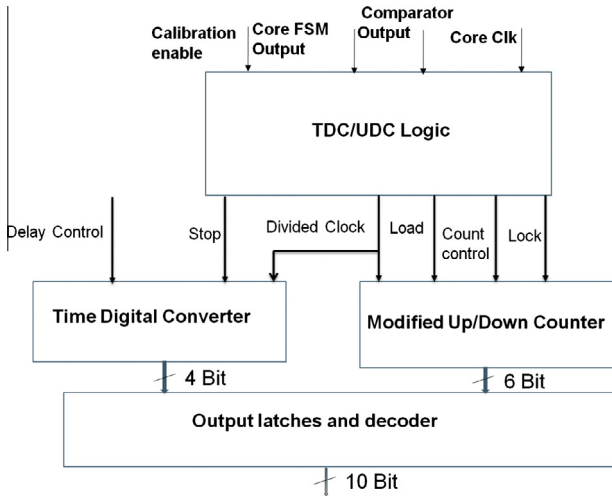 Calibration
enable
Core FSM
Output
Comparator
Output
Core Clk
TDC/UDC Logic
Delay Control
Stop
Divided Clock
Load
Count
control
Lock
Time Digital Converter
Modified Up/Down Counter
4 Bit
6 Bit
Output latches and decoder
10 Bit